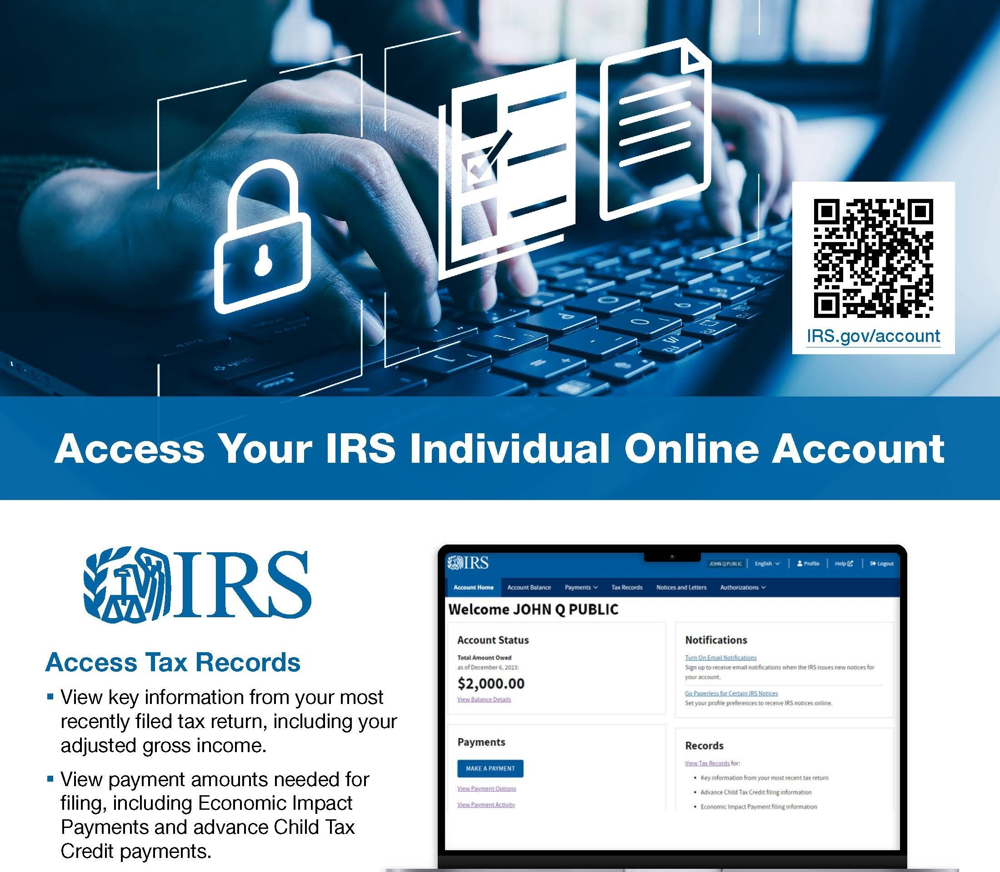 IRS.gov/account
Access Your IRS Individual Online Account
IRS
Access Tax Records
▪ View key information from your most
recently filed tax return, including your
adjusted gross income.
▪ View payment amounts needed for
filing, including Economic Impact
Payments and advance Child Tax
Credit payments.
IRS
JOHN Q PUBLIC | English | Profile | Help | Logout
Account Home Account Balance Payments Tax Records Notices and Letters Authorizations
Welcome JOHN Q PUBLIC
Account Status
Total Amount Owed
as of December 6, 2023:
$2,000.00
View Balance Details
Payments
MAKE A PAYMENT
View Payment Options
View Payment Activity
Notifications
Turn On Email Notifications
Sign up to receive email notifications when the IRS issues new notices for
your account.
Go Paperless for Certain IRS Notices
Set your profile preferences to receive IRS notices online.
Records
View Tax Records for:
• Key information from your most recent tax return
• Advance Child Tax Credit filing information
• Economic Impact Payment filing information